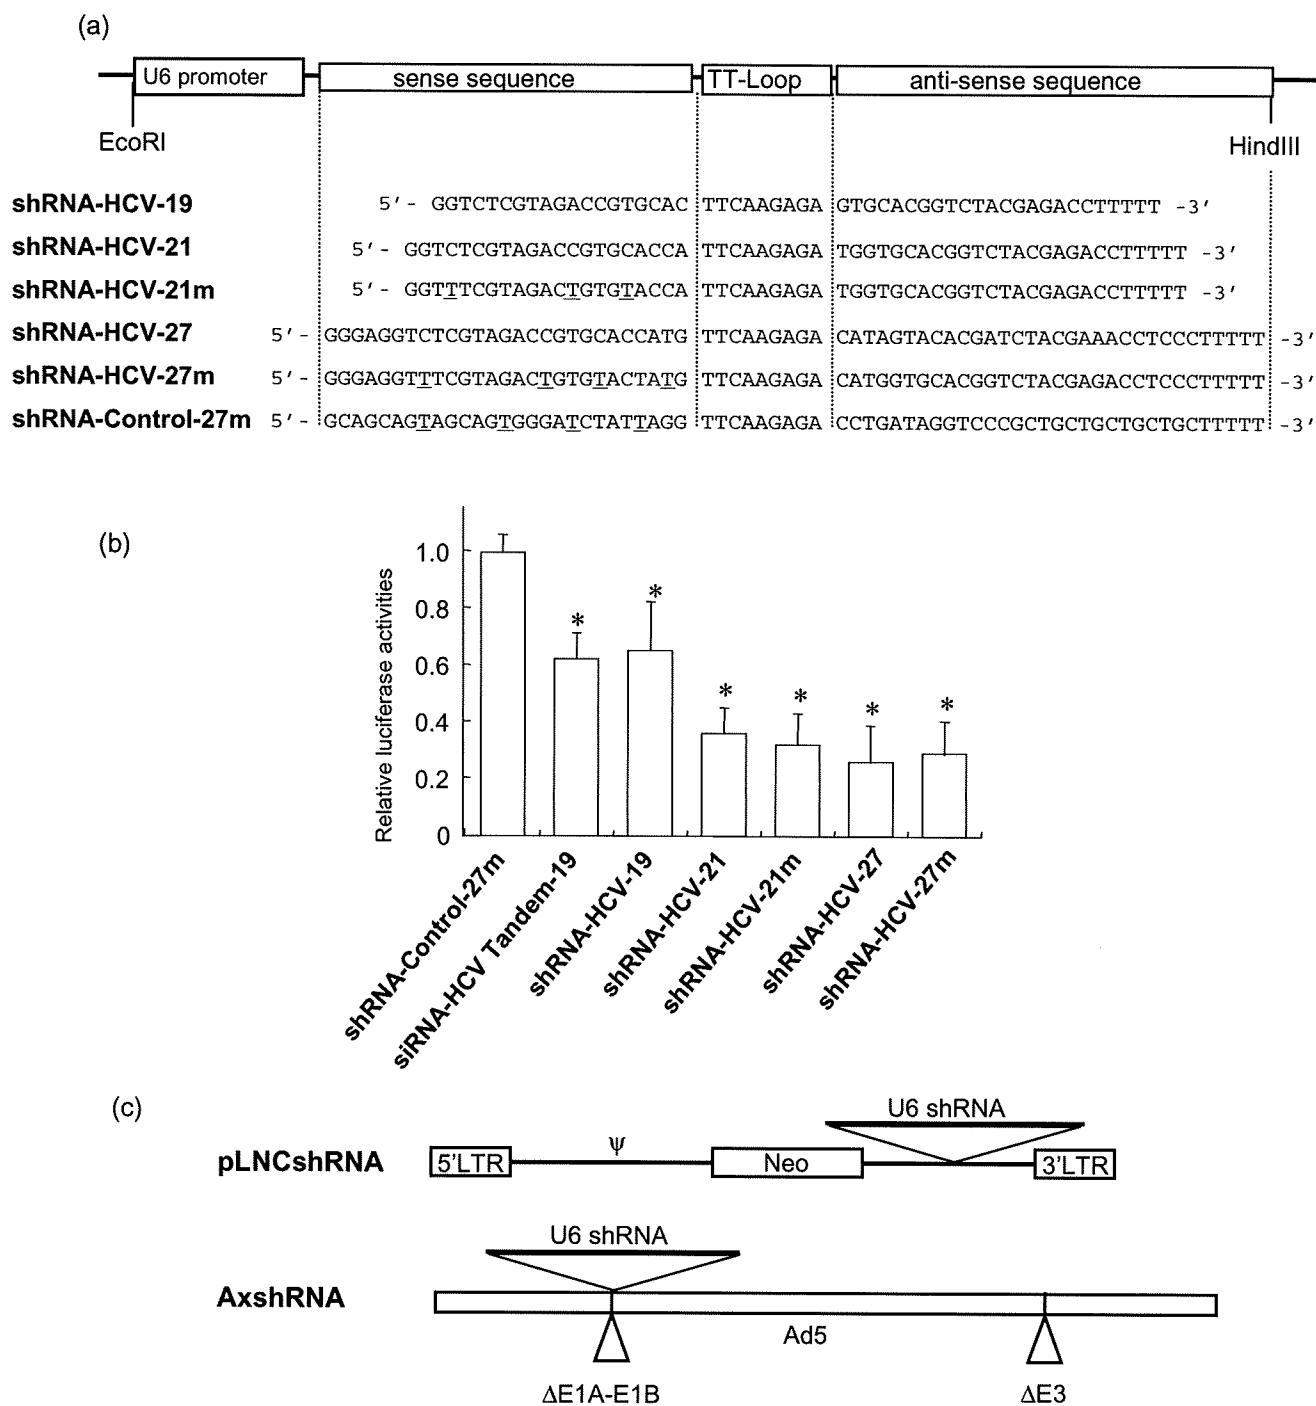 (a)
U6 promoter sense sequence TT-Loop anti-sense sequence
EcoRI HindIII
shRNA-HCV-19 5′- GGTCTCGTAGACCGTGCAC TTCAAGAGA GTGCACGGTCTACGAGACCTTTTT -3′
shRNA-HCV-21 5′- GGTCTCGTAGACCGTGCACCA TTCAAGAGA TGGTGCACGGTCTACGAGACCTTTTT -3′
shRNA-HCV-21m 5′- GGTTTCGTAGACTGTGTACCA TTCAAGAGA TGGTGCACGGTCTACGAGACCTTTTT -3′
shRNA-HCV-27 5′- GGGAGGTCTCGTAGACCGTGCACCATG TTCAAGAGA CATAGTACACGATCTACGAAACCTCCCTTTTT -3′
shRNA-HCV-27m 5′- GGGAGGTTTCGTAGACTGTGTACTATG TTCAAGAGA CATGGTGCACGGTCTACGAGACCTCCCTTTTT -3′
shRNA-Control-27m 5′- GCAGCAGTAGCAGTGGGATCTATTAGG TTCAAGAGA CCTGATAGGTCCCGCTGCTGCTGCTTTTT -3′
(b)
Relative luciferase activities
1.0
0.8
0.6
0.4
0.2
0
* * * * * *
shRNA-Control-27m
siRNA-HCV Tandem-19
shRNA-HCV-19
shRNA-HCV-21
shRNA-HCV-21m
shRNA-HCV-27
shRNA-HCV-27m
(c)
U6 shRNA
pLNCshRNA 5′LTR ψ Neo 3′LTR
U6 shRNA
AxshRNA
Ad5
ΔE1A-E1B ΔE3